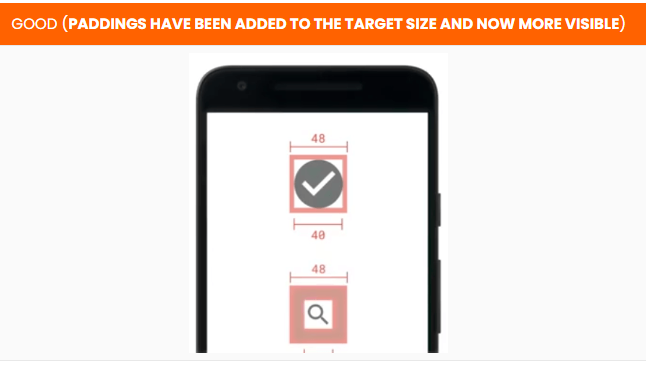 GOOD (PADDINGS HAVE BEEN ADDED TO THE TARGET SIZE AND NOW MORE VISIBLE)
48
40
48